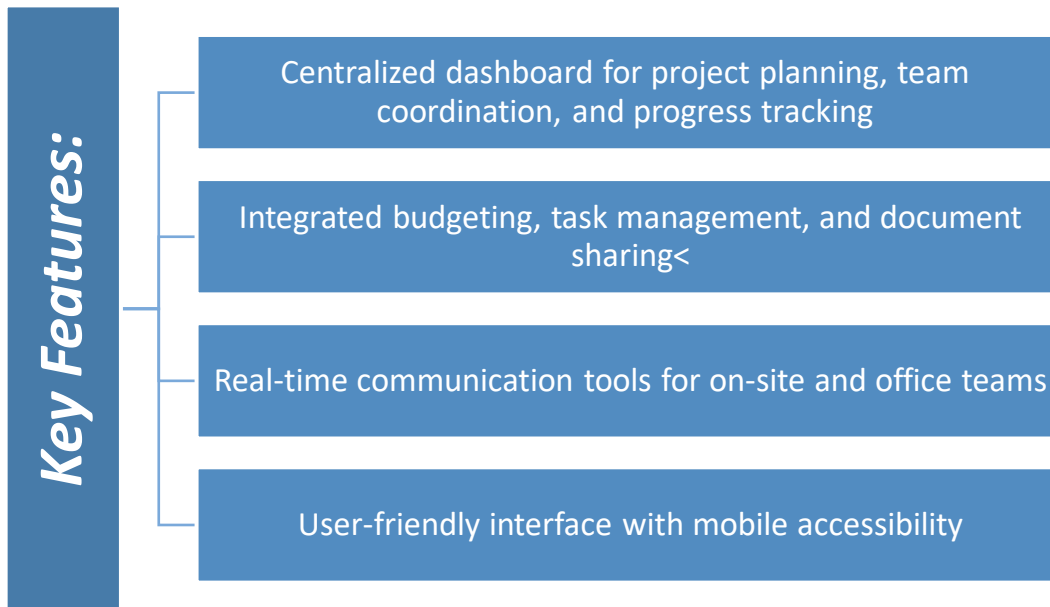 Key Features:
Centralized dashboard for project planning, team
coordination, and progress tracking
Integrated budgeting, task management, and document
sharing<
Real-time communication tools for on-site and office teams
User-friendly interface with mobile accessibility